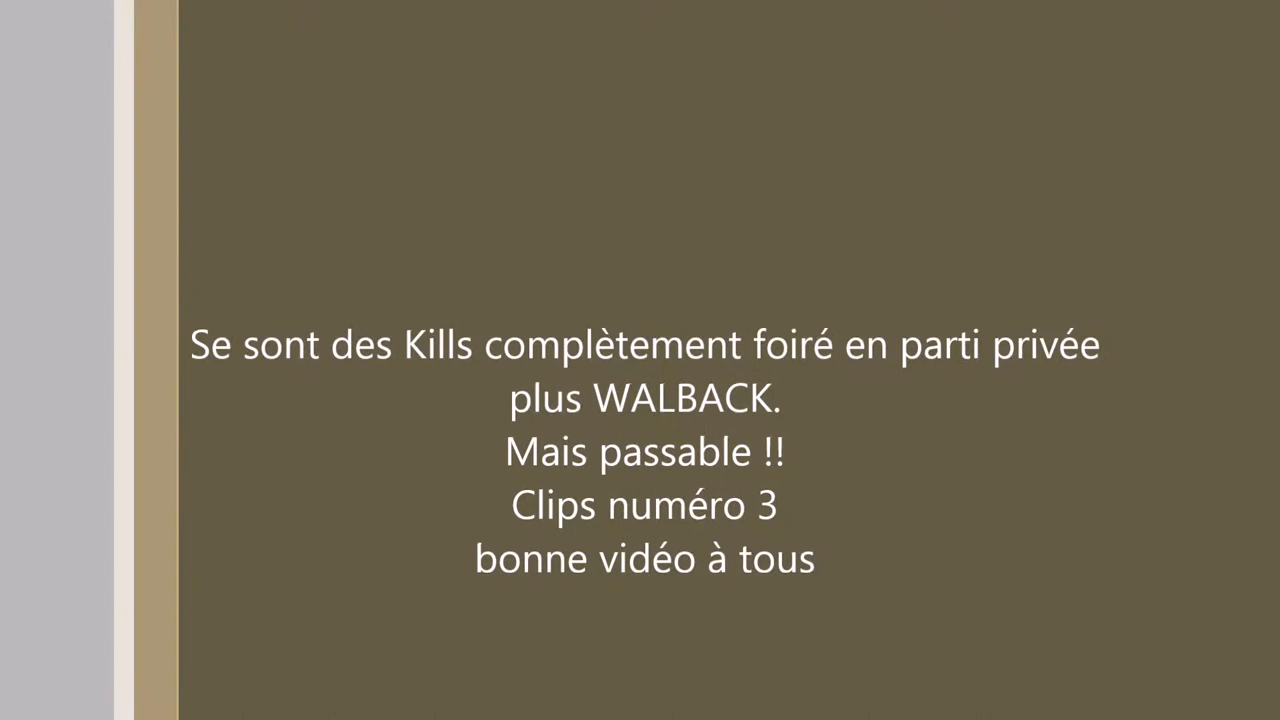 Se sont des Kills complètement foiré en parti privée
plus WALBACK.
Mais passable !!
Clips numéro 3
bonne vidéo à tous